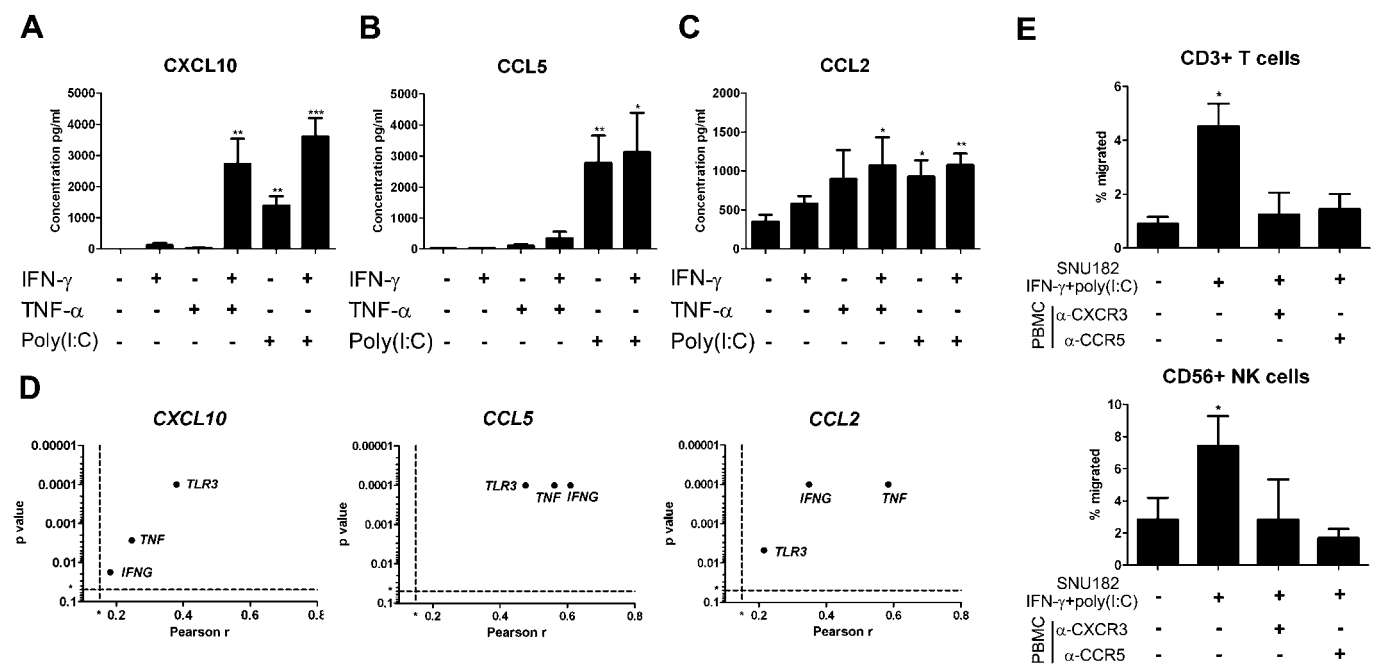 A
CXCL10
Concentration pg/ml
5000
4000
3000
2000
1000
0
** ** ***
IFN-γ - + - + - +
TNF-α - - + + - -
Poly(I:C) - - - - + +
B
CCL5
Concentration pg/ml
5000
4000
3000
2000
1000
0
** *
IFN-γ - + - + - +
TNF-α - - + + - -
Poly(I:C) - - - - + +
C
CCL2
Concentration pg/ml
2000
1500
1000
500
0
* * **
IFN-γ - + - + - +
TNF-α - - + + - -
Poly(I:C) - - - - + +
D
CXCL10
p value
0.00001
0.0001
0.001
0.01
*
0.1
TLR3
TNF
IFNG
* 0.2 0.4 0.6 0.8
Pearson r
CCL5
p value
0.00001
0.0001
0.001
0.01
*
0.1
TLR3
TNF IFNG
* 0.2 0.4 0.6 0.8
Pearson r
CCL2
p value
0.00001
0.0001
0.001
0.01
*
0.1
IFNG TNF
TLR3
* 0.2 0.4 0.6 0.8
Pearson r
E
CD3+ T cells
% migrated
6
4
2
0
*
SNU182
IFN-γ+poly(I:C) - + + +
PBMC
α-CXCR3 - - + -
α-CCR5 - - - +
CD56+ NK cells
% migrated
10
8
6
4
2
0
*
SNU182
IFN-γ+poly(I:C) - + + +
PBMC
α-CXCR3 - - + -
α-CCR5 - - - +